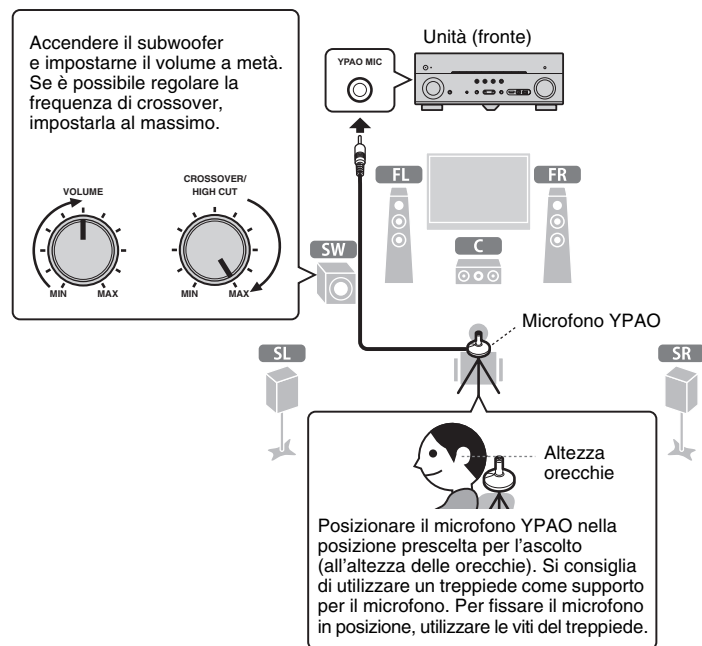 Accendere il subwoofer
e impostarne il volume a metà.
Se è possibile regolare la
frequenza di crossover,
impostarla al massimo.
VOLUME
MIN
MAX
CROSSOVER/
HIGH CUT
MIN
MAX
YPAO MIC
Unità (fronte)
FL
FR
C
SW
Microfono YPAO
SL
SR
Altezza
orecchie
Posizionare il microfono YPAO nella
posizione prescelta per l'ascolto
(all'altezza delle orecchie). Si consiglia
di utilizzare un treppiede come supporto
per il microfono. Per fissare il microfono
in posizione, utilizzare le viti del treppiede.